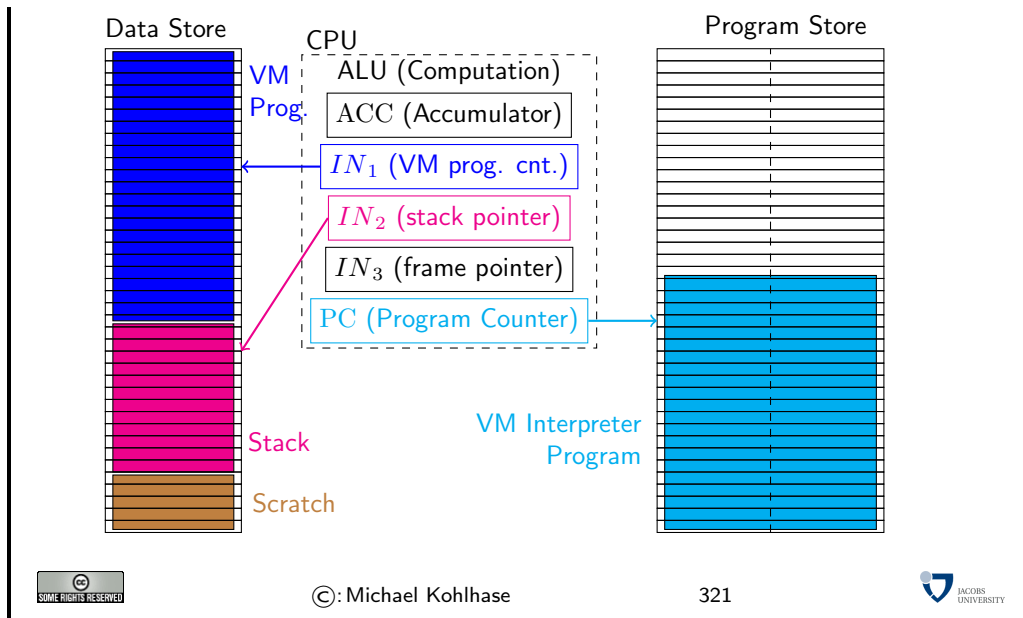 Data Store
CPU
Program Store
VM
Prog.
ALU (Computation)
ACC (Accumulator)
IN₁ (VM prog. cnt.)
IN₂ (stack pointer)
IN₃ (frame pointer)
PC (Program Counter)
VM Interpreter
Program
Stack
Scratch
cc
SOME RIGHTS RESERVED
©: Michael Kohlhase
321
JACOBS
UNIVERSITY